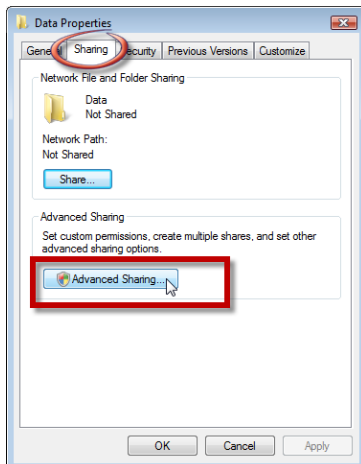 Data Properties
General Sharing Security Previous Versions Customize
Network File and Folder Sharing
Data
Not Shared
Network Path:
Not Shared
Share...
Advanced Sharing
Set custom permissions, create multiple shares, and set other
advanced sharing options.
Advanced Sharing...
OK Cancel Apply